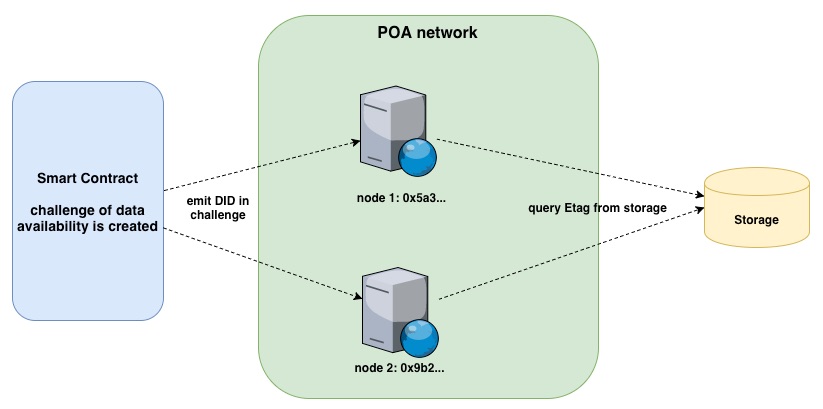 POA network
Smart Contract
challenge of data
availability is created
emit DID in
challenge
node 1: 0x5a3...
query Etag from storage
Storage
node 2: 0x9b2...